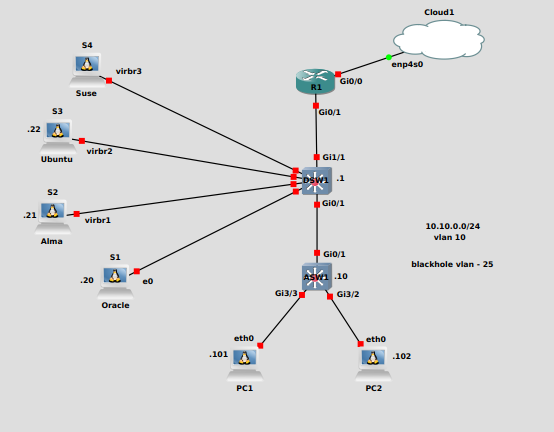 Cloud1
enp4s0
S4
virbr3
Suse
R1
Gi0/0
Gi0/1
S3
.22
virbr2
Ubuntu
Gi1/1
DSW1
.1
Gi0/1
S2
.21
virbr1
Alma
10.10.0.0/24
vlan 10
blackhole vlan - 25
S1
.20
e0
Oracle
Gi0/1
ASW1
.10
Gi3/3
Gi3/2
eth0
.101
PC1
eth0
.102
PC2